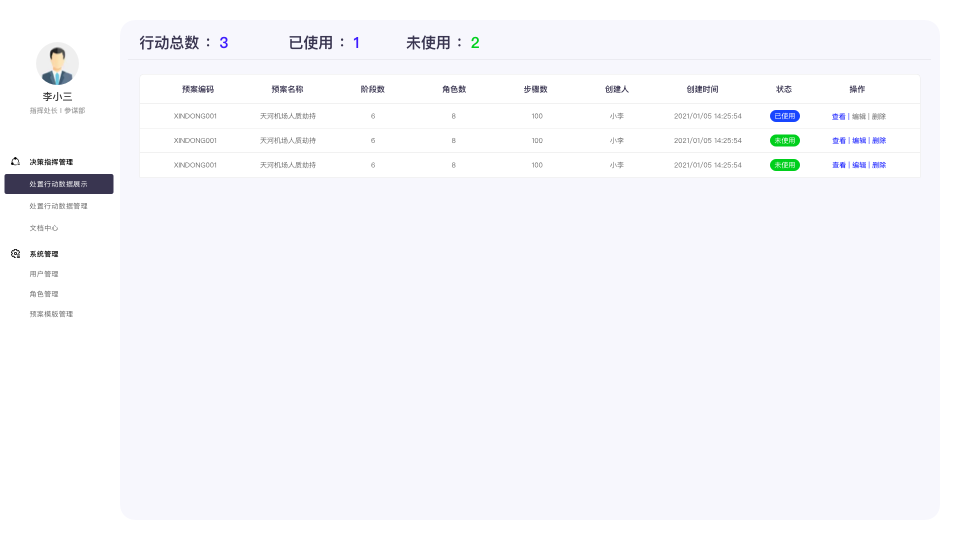 李小三
指挥处长 | 参谋部
决策指挥管理
处置行动数据展示
处置行动数据管理
文档中心
系统管理
用户管理
角色管理
预案模版管理
行动总数 : 3 已使用 : 1 未使用 : 2
预案编码 预案名称 阶段数 角色数 步骤数 创建人 创建时间 状态 操作
XINDONG001 天河机场人质劫持 6 8 100 小李 2021/01/05 14:25:54 已使用 查看 | 编辑 | 删除
XINDONG001 天河机场人质劫持 6 8 100 小李 2021/01/05 14:25:54 未使用 查看 | 编辑 | 删除
XINDONG001 天河机场人质劫持 6 8 100 小李 2021/01/05 14:25:54 未使用 查看 | 编辑 | 删除